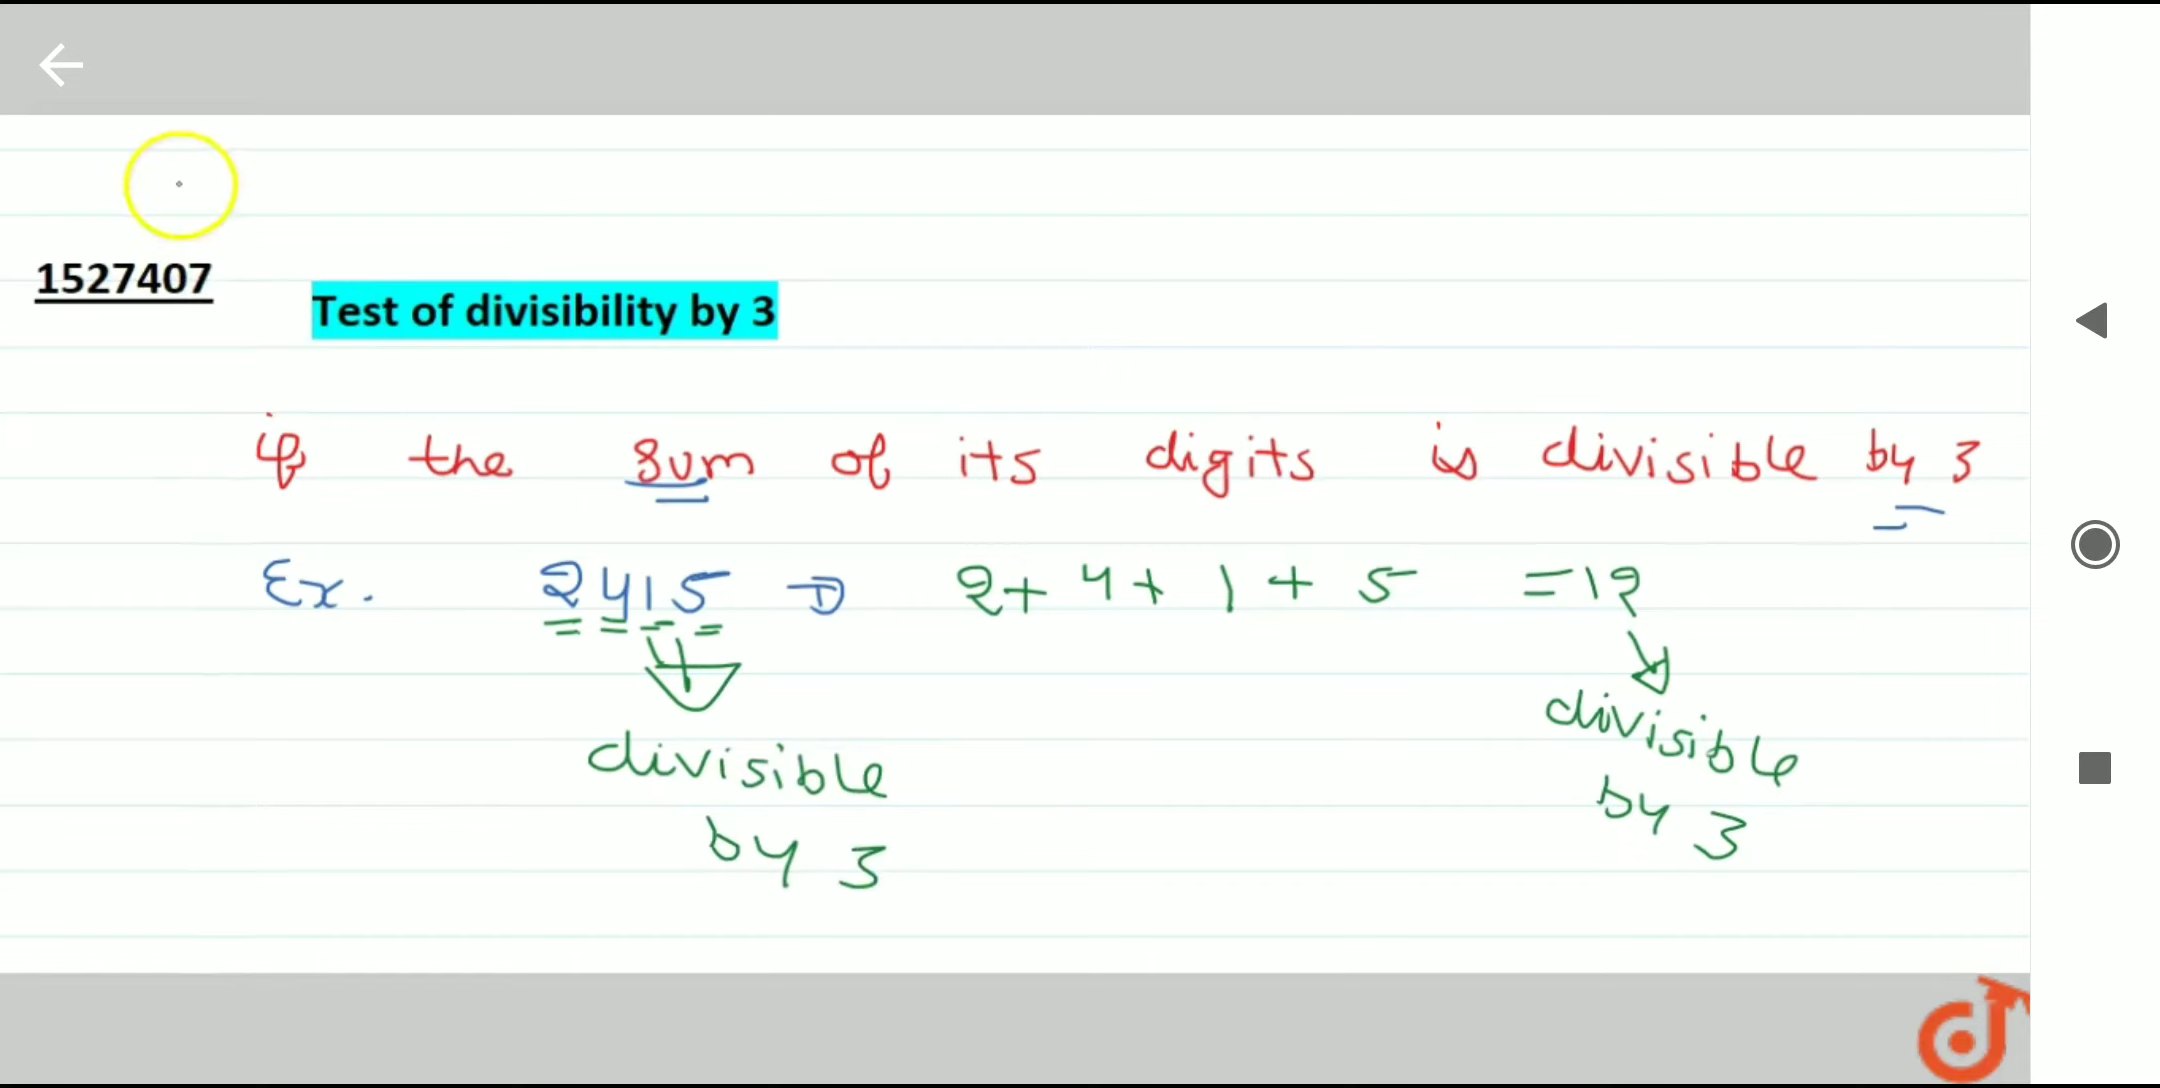 1527407
Test of divisibility by 3
if the sum of its digits is divisible by 3
Ex. 2415 → 2+4+1+5 =12
divisible
by 3
divisible
by 3